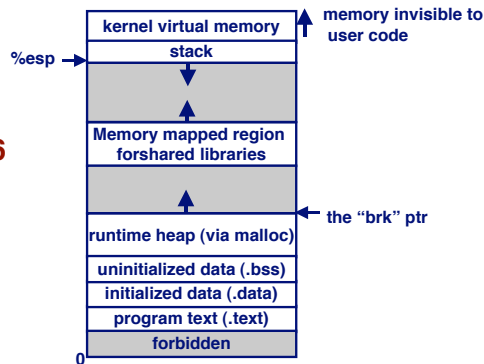 kernel virtual memory
memory invisible to
user code
stack
%esp
Memory mapped region
forshared libraries
6
the “brk” ptr
runtime heap (via malloc)
uninitialized data (.bss)
initialized data (.data)
program text (.text)
forbidden
0